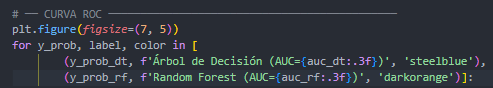 # — CURVA ROC ————————————————————————
plt.figure(figsize=(7, 5))
for y_prob, label, color in [
        (y_prob_dt, f'Árbol de Decisión (AUC={auc_dt:.3f})', 'steelblue'),
        (y_prob_rf, f'Random Forest (AUC={auc_rf:.3f})', 'darkorange')]: